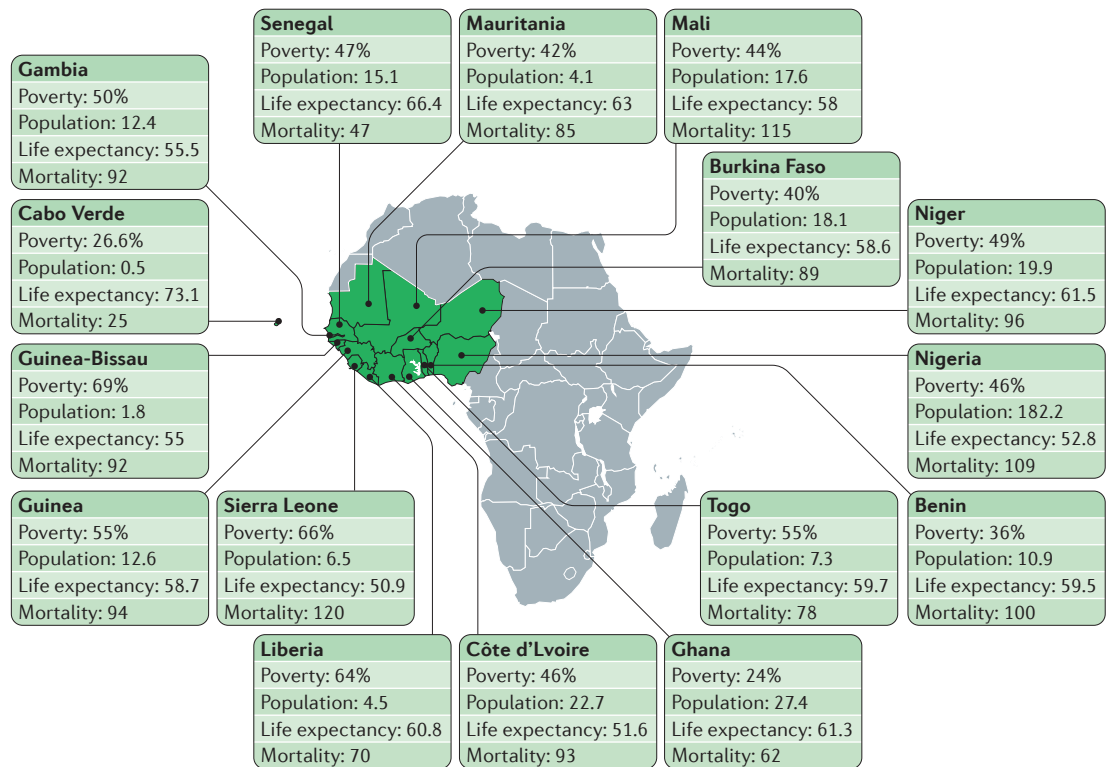 Senegal
Poverty: 47%
Population: 15.1
Life expectancy: 66.4
Mortality: 47
Mauritania
Poverty: 42%
Population: 4.1
Life expectancy: 63
Mortality: 85
Mali
Poverty: 44%
Population: 17.6
Life expectancy: 58
Mortality: 115
Gambia
Poverty: 50%
Population: 12.4
Life expectancy: 55.5
Mortality: 92
Burkina Faso
Poverty: 40%
Population: 18.1
Life expectancy: 58.6
Mortality: 89
Cabo Verde
Poverty: 26.6%
Population: 0.5
Life expectancy: 73.1
Mortality: 25
Niger
Poverty: 49%
Population: 19.9
Life expectancy: 61.5
Mortality: 96
Guinea-Bissau
Poverty: 69%
Population: 1.8
Life expectancy: 55
Mortality: 92
Nigeria
Poverty: 46%
Population: 182.2
Life expectancy: 52.8
Mortality: 109
Guinea
Poverty: 55%
Population: 12.6
Life expectancy: 58.7
Mortality: 94
Sierra Leone
Poverty: 66%
Population: 6.5
Life expectancy: 50.9
Mortality: 120
Togo
Poverty: 55%
Population: 7.3
Life expectancy: 59.7
Mortality: 78
Benin
Poverty: 36%
Population: 10.9
Life expectancy: 59.5
Mortality: 100
Liberia
Poverty: 64%
Population: 4.5
Life expectancy: 60.8
Mortality: 70
Côte d'Lvoire
Poverty: 46%
Population: 22.7
Life expectancy: 51.6
Mortality: 93
Ghana
Poverty: 24%
Population: 27.4
Life expectancy: 61.3
Mortality: 62